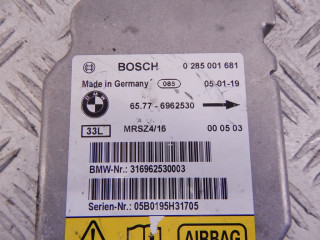 BOSCH 0 285 001 681
Made in Germany 085 05-01-19
65.77 - 6962530
33L MRSZ4/16 00 05 03
BMW-Nr.: 316962530003
Serien-Nr.: 05B0195H31705
AIRBAG